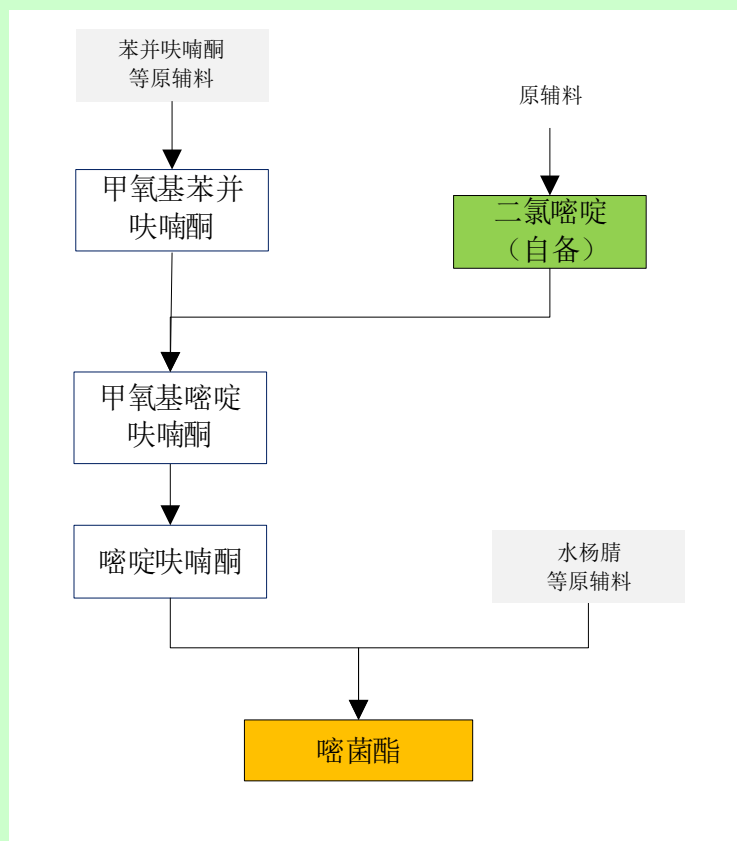 苯并呋喃酮
等原辅料
原辅料
甲氧基苯并
呋喃酮
二氯嘧啶
（自备）
甲氧基嘧啶
呋喃酮
嘧啶呋喃酮
水杨腈
等原辅料
嘧菌酯